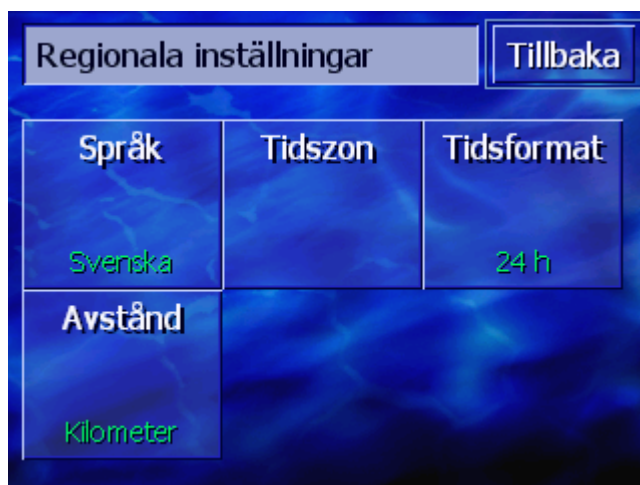 Regionala inställningar
Tillbaka
Språk
Tidszon
Tidsformat
Svenska
24 h
Avstånd
Kilometer